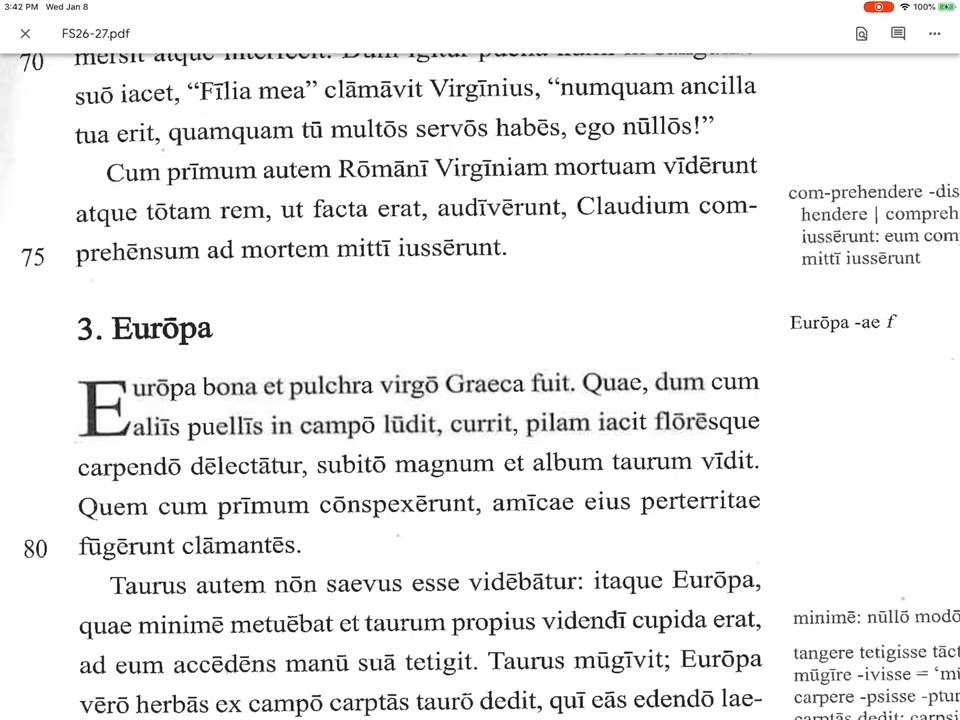 3:42 PM Wed Jan 8
100%
FS26-27.pdf
70 mersit atque interfēcit. Dum igitur puella
suō iacet, “Fīlia mea” clāmāvit Virgīnius, “numquam ancilla
tua erit, quamquam tū multōs servōs habēs, ego nūllōs!”
Cum prīmum autem Rōmānī Virgīniam mortuam vīdērunt
atque tōtam rem, ut facta erat, audīvērunt, Claudium com-
75 prehēnsum ad mortem mittī iussērunt.
com-prehendere -dis
hendere | compreh
iussērunt: eum com
mittī iussērunt
3. Eurōpa
Eurōpa -ae f
Eurōpa bona et pulchra virgō Graeca fuit. Quae, dum cum
aliīs puellīs in campō lūdit, currit, pilam iacit flōrēsque
carpendō dēlectātur, subitō magnum et album taurum vīdit.
Quem cum prīmum cōnspexērunt, amīcae eius perterritae
80 fūgērunt clāmantēs.
Taurus autem nōn saevus esse vidēbātur: itaque Eurōpa,
quae minimē metuēbat et taurum propius videndī cupida erat,
ad eum accēdēns manū suā tetigit. Taurus mūgīvit; Eurōpa
vērō herbās ex campō carptās taurō dedit, quī eās edendō lae-
minimē: nūllō modō
tangere tetigisse tāct
mūgīre -ivisse = ‘mū
carpere -psisse -ptur
carptās dedit: carpsi